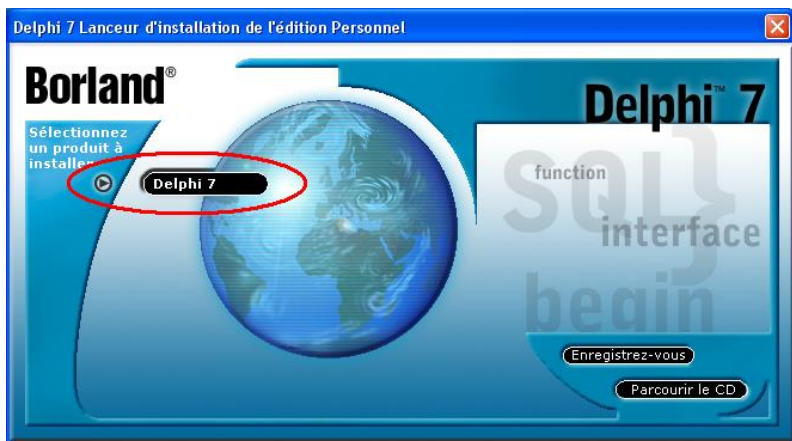 Delphi 7 Lanceur d'installation de l'édition Personnel
Borland®
Delphi™ 7
Sélectionnez
un produit à
installer
Delphi 7
SQL}
function
interface
begin
Enregistrez-vous
Parcourir le CD